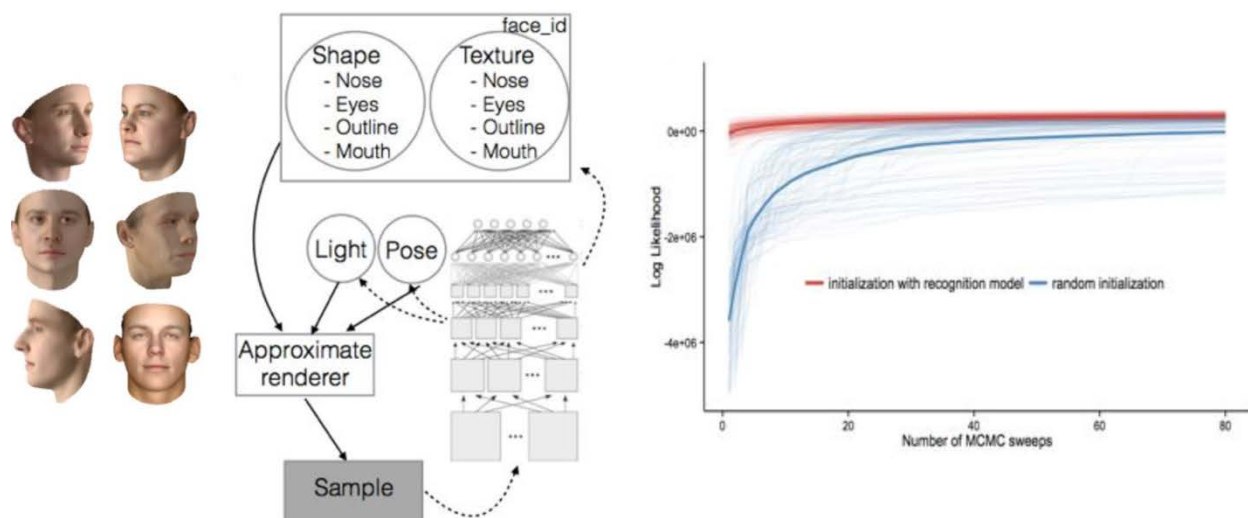 face_id
Shape
- Nose
- Eyes
- Outline
- Mouth
Texture
- Nose
- Eyes
- Outline
- Mouth
Light
Pose
Approximate
renderer
Sample
Log Likelihood
0e+00
-2e+06
-4e+06
initialization with recognition model
random initialization
0
20
40
60
80
Number of MCMC sweeps